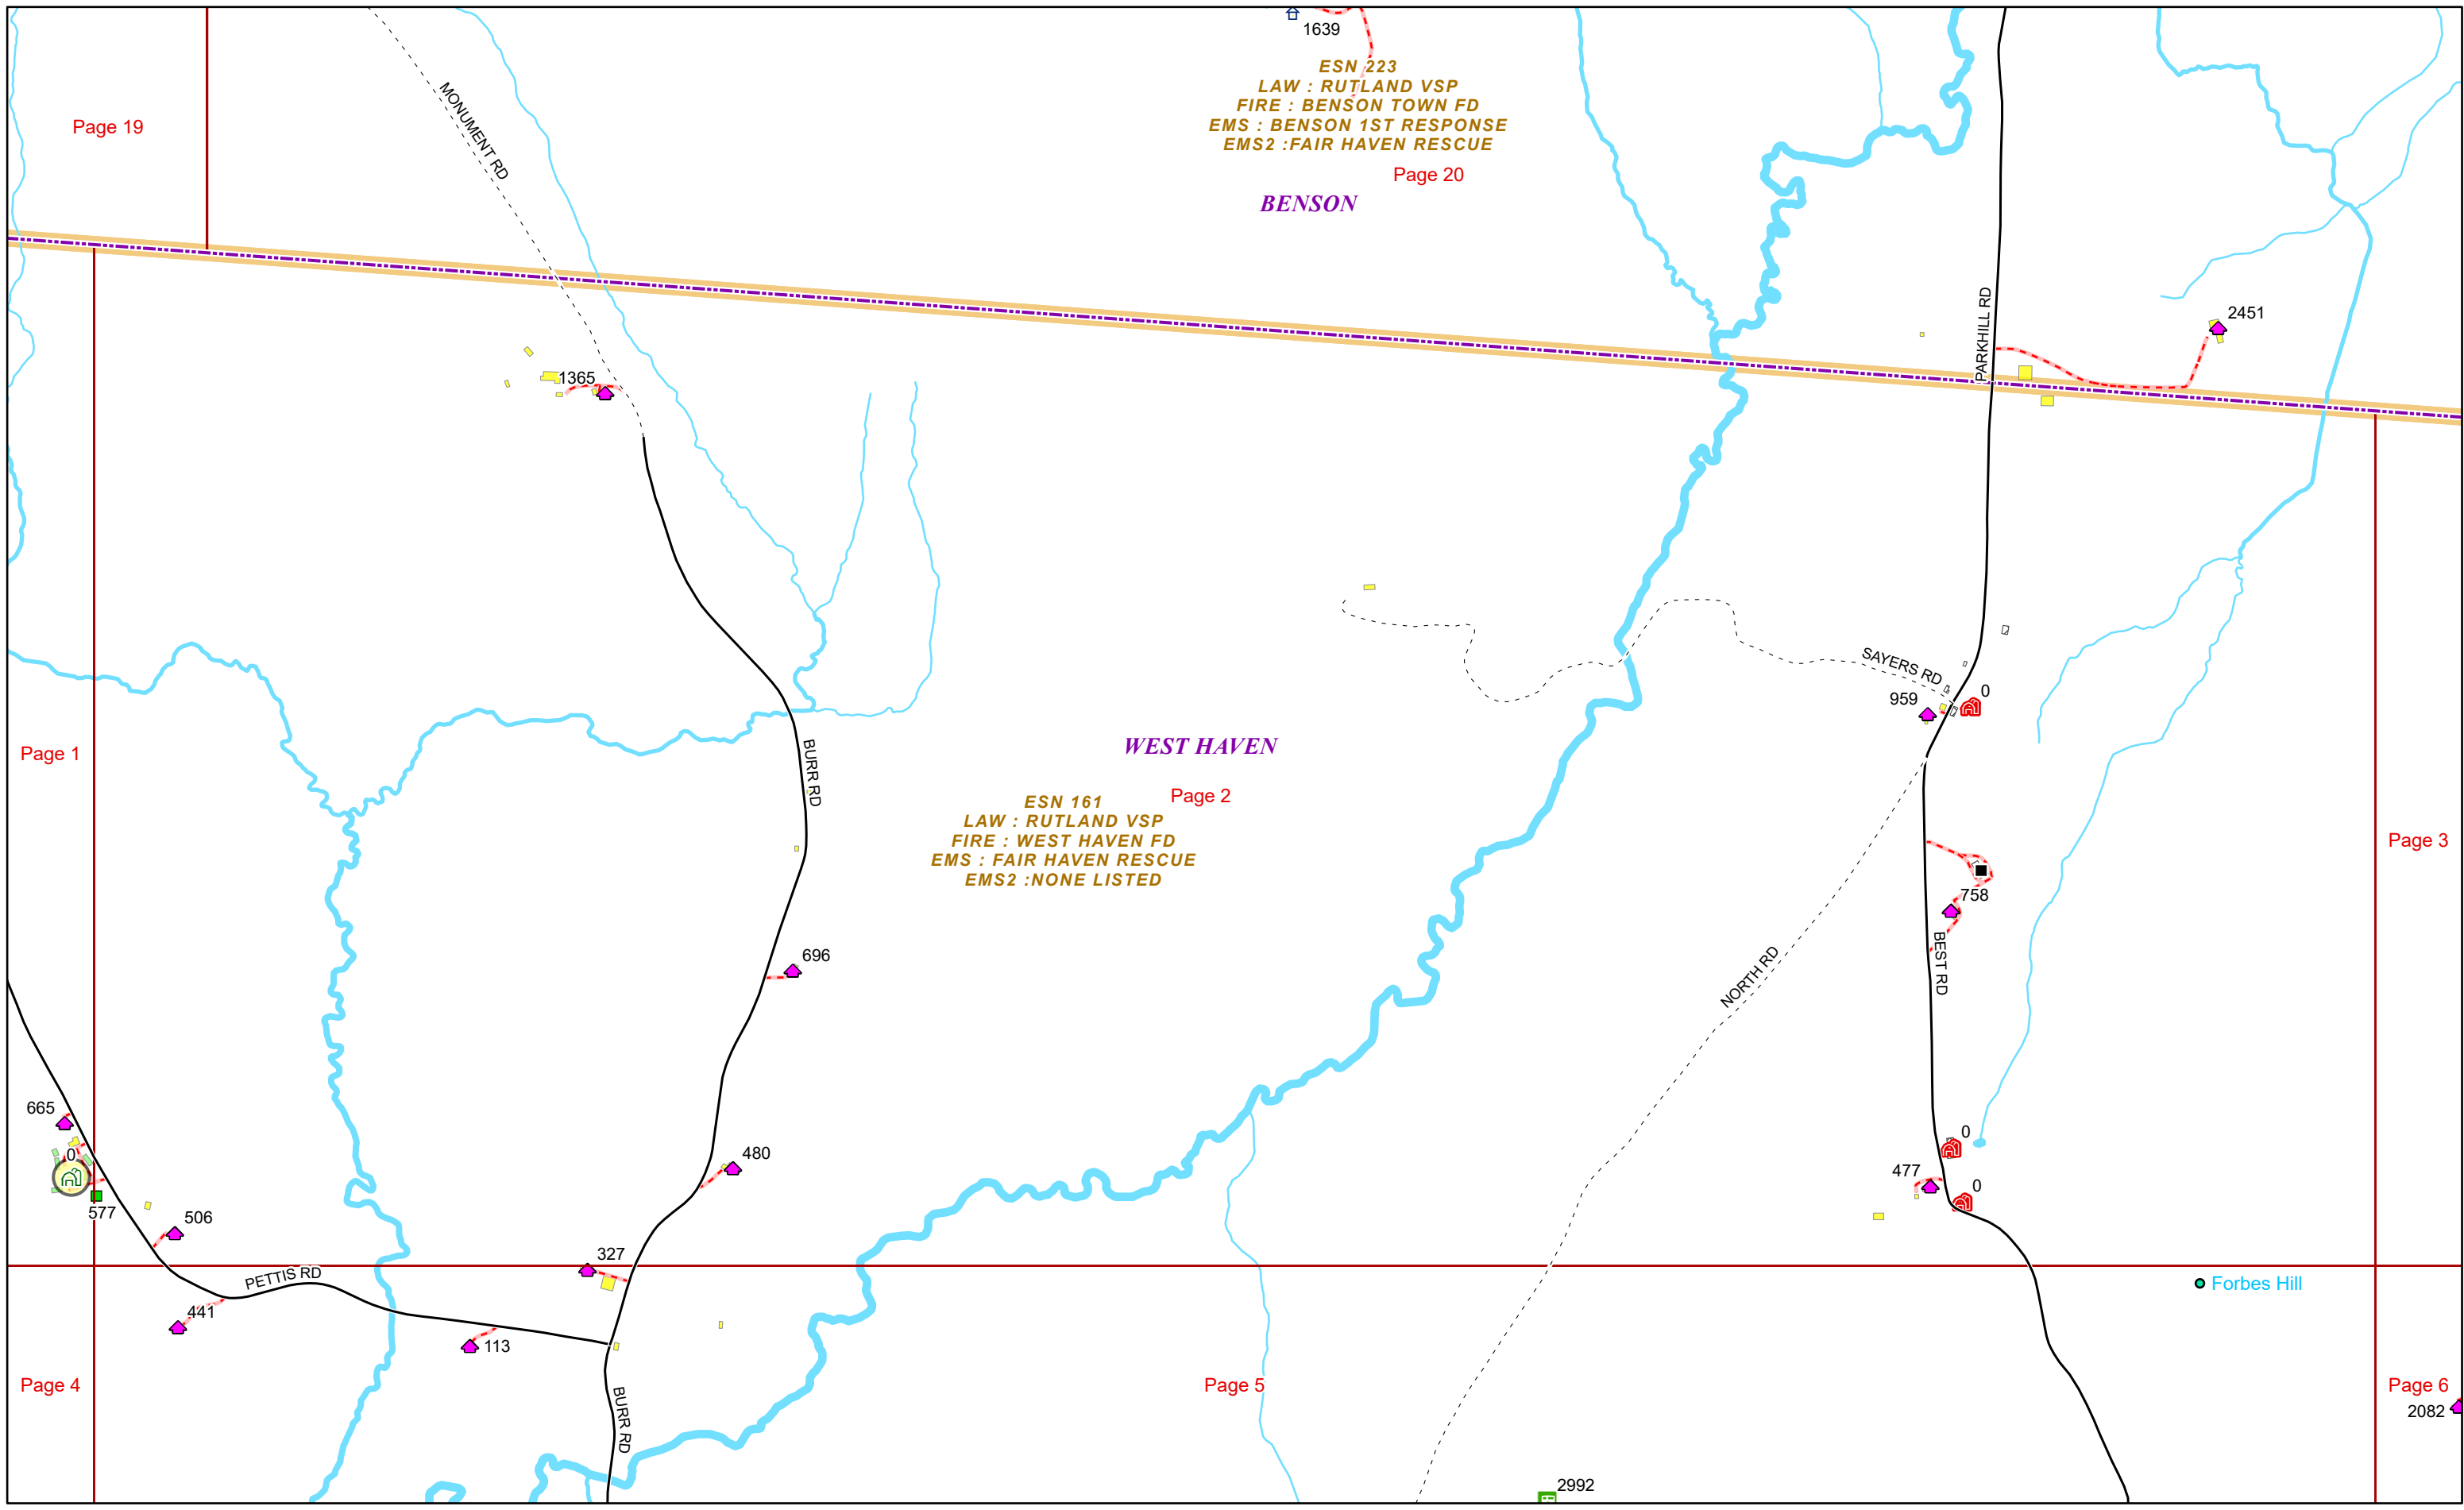 1639
ESN 223
LAW : RUTLAND VSP
FIRE : BENSON TOWN FD
EMS : BENSON 1ST RESPONSE
EMS2 :FAIR HAVEN RESCUE
Page 19
MONUMENT RD
Page 20
BENSON
PARKHILL RD
2451
1365
SAYERS RD
959
0
WEST HAVEN
Page 1
BURR RD
Page 2
ESN 161
LAW : RUTLAND VSP
FIRE : WEST HAVEN FD
EMS : FAIR HAVEN RESCUE
EMS2 :NONE LISTED
Page 3
758
BEST RD
NORTH RD
696
665
0
577
506
480
0
477
0
327
PETTIS RD
441
113
Forbes Hill
Page 4
BURR RD
Page 5
Page 6
2082
2992